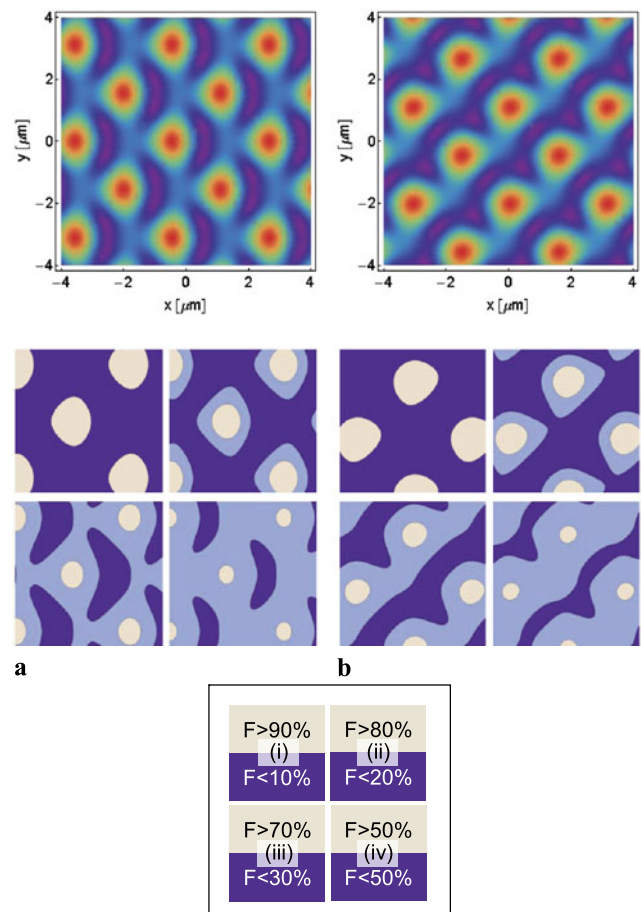 4
2
0
−2
−4
y [μm]
−4 −2 0 2 4
x [μm]
4
2
0
−2
−4
y [μm]
−4 −2 0 2 4
x [μm]
a b
F>90%
(i)
F<10%
F>80%
(ii)
F<20%
F>70%
(iii)
F<30%
F>50%
(iv)
F<50%